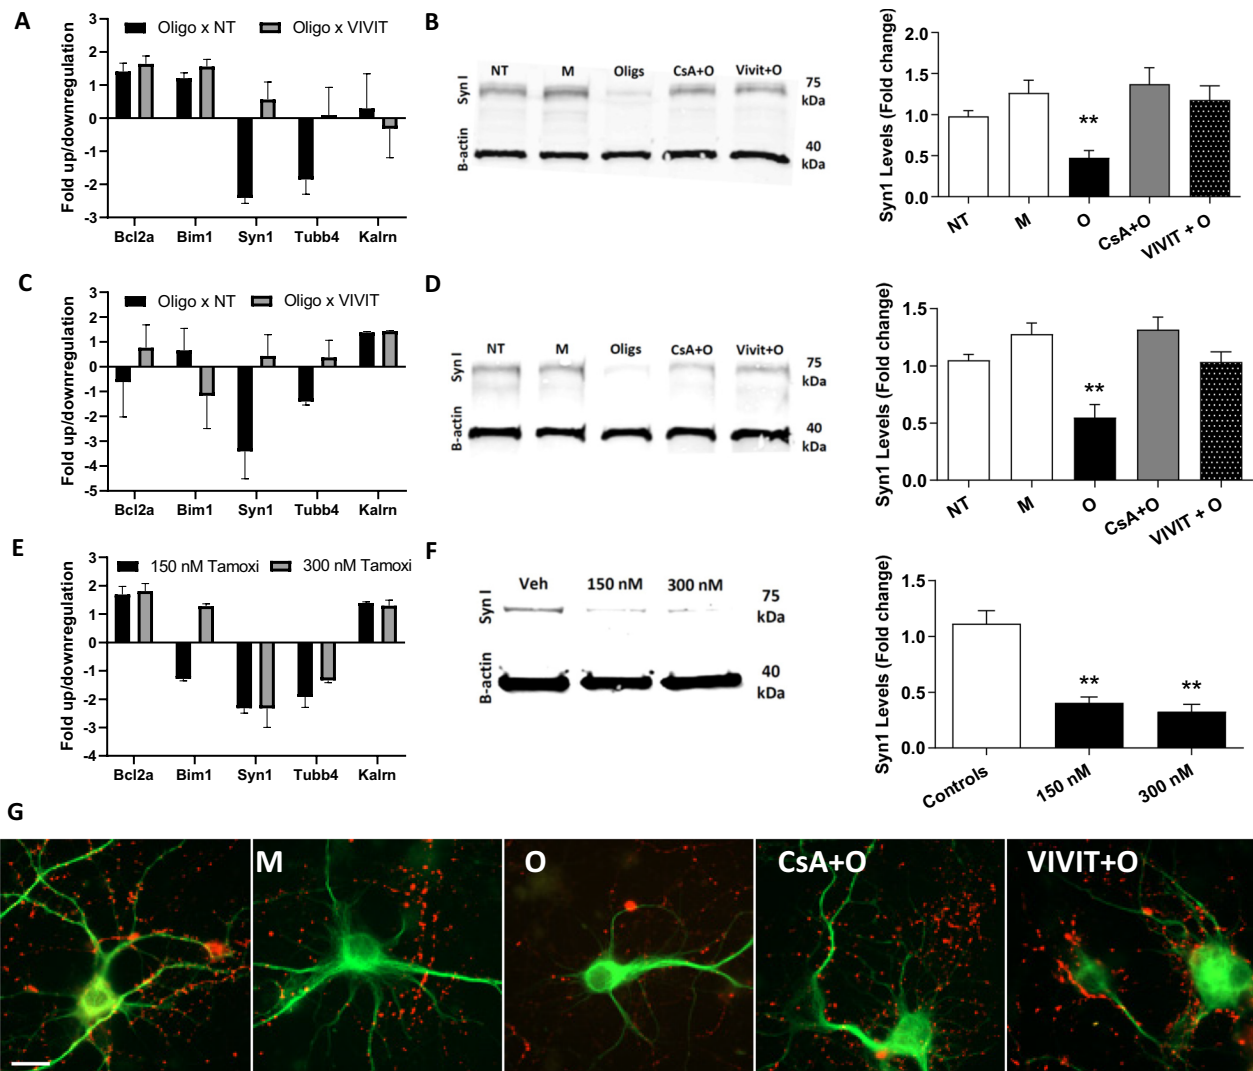 A
Oligo x NT
Oligo x VIVIT
Fold up/downregulation
3
2
1
0
-1
-2
-3
Bcl2a
Bim1
Syn1
Tubb4
Kalrn
B
NT
M
Oligs
CsA+O
Vivit+O
Syn I
75
kDa
B-actin
40
kDa
Syn1 Levels (Fold change)
2.0
1.5
1.0
0.5
0.0
**
NT
M
O
CsA+O
VIVIT + O
C
Oligo x NT
Oligo x VIVIT
Fold up/downregulation
3
2
1
0
-1
-2
-3
-4
-5
Bcl2a
Bim1
Syn1
Tubb4
Kalrn
D
NT
M
Oligs
CsA+O
Vivit+O
Syn I
75
kDa
B-actin
40
kDa
Syn1 Levels (Fold change)
1.5
1.0
0.5
0.0
**
NT
M
O
CsA+O
VIVIT + O
E
150 nM Tamoxi
300 nM Tamoxi
Fold up/downregulation
3
2
1
0
-1
-2
-3
-4
Bcl2a
Bim1
Syn1
Tubb4
Kalrn
F
Veh
150 nM
300 nM
Syn I
75
kDa
B-actin
40
kDa
Syn1 Levels (Fold change)
1.5
1.0
0.5
0.0
**
**
Controls
150 nM
300 nM
G
M
O
CsA+O
VIVIT+O